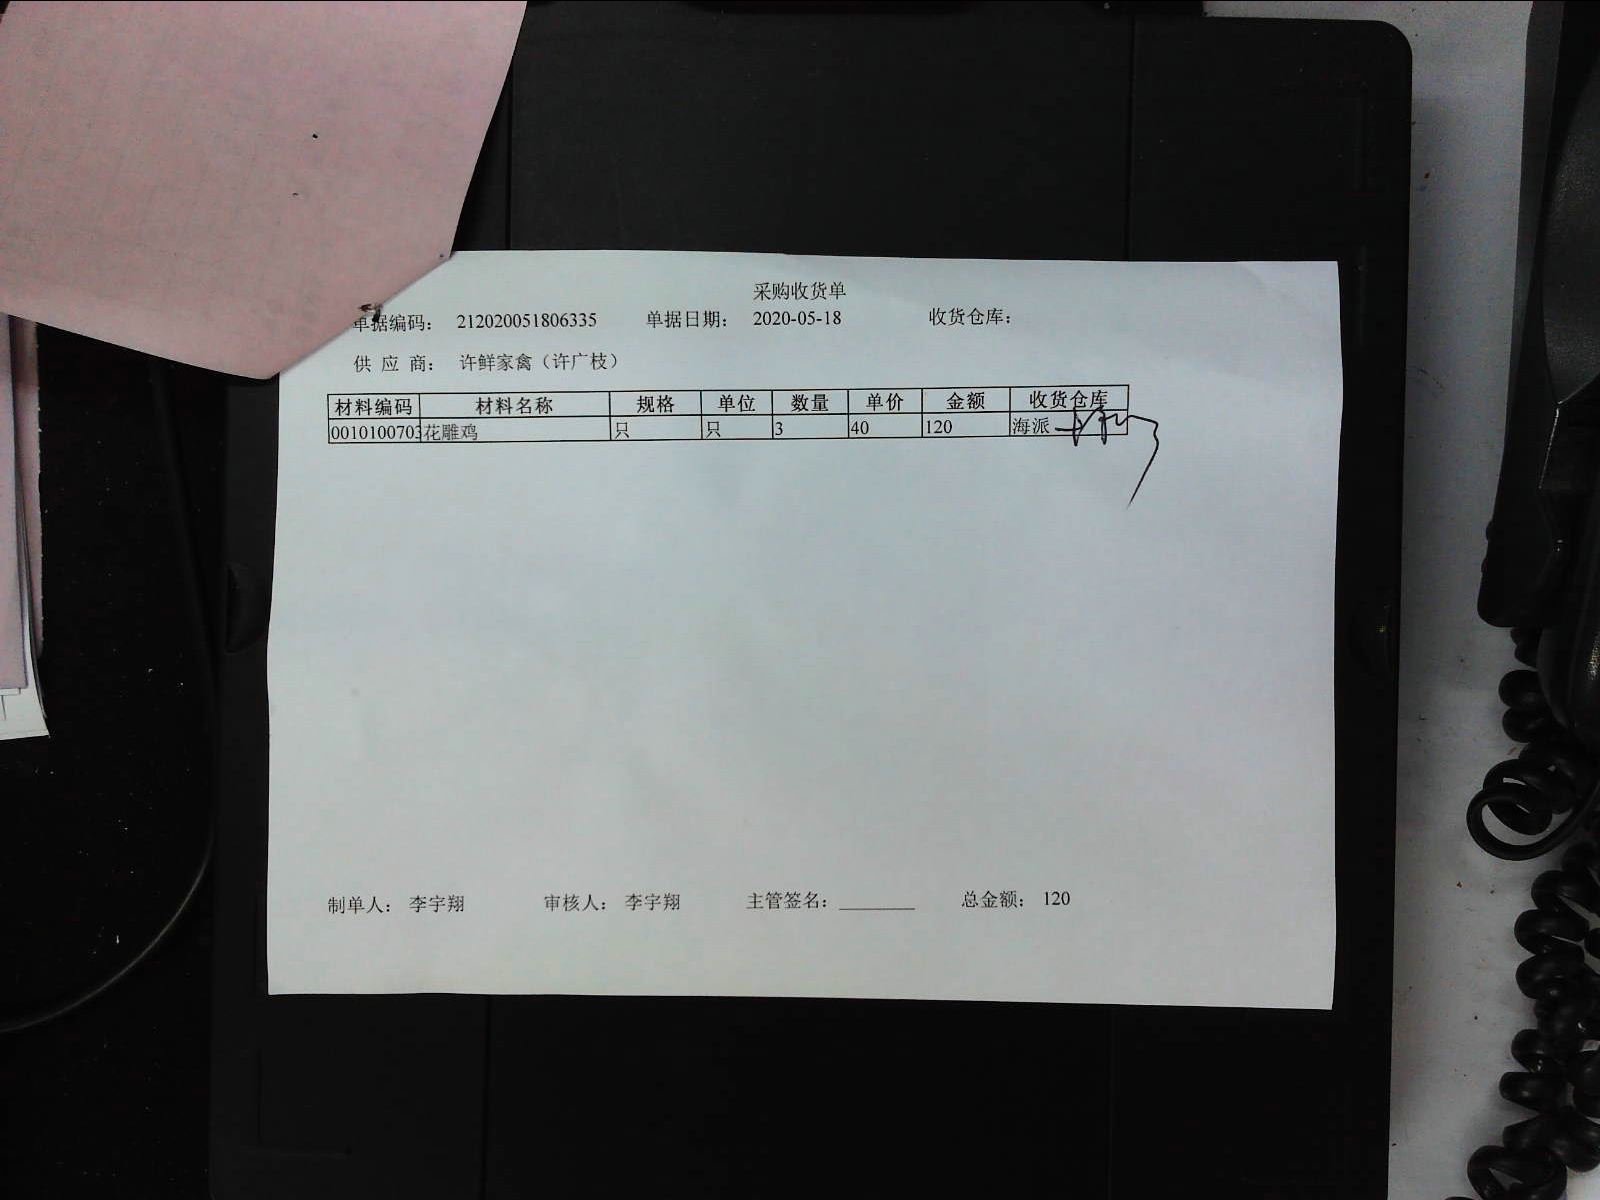 采购收货单
单据编码： 212020051806335 单据日期： 2020-05-18 收货仓库：
供 应 商： 许鲜家禽（许广枝）
材料编码 材料名称 规格 单位 数量 单价 金额 收货仓库
0010100703 花雕鸡 只 只 3 40 120 海派
制单人： 李宇翔 审核人： 李宇翔 主管签名：________ 总金额： 120